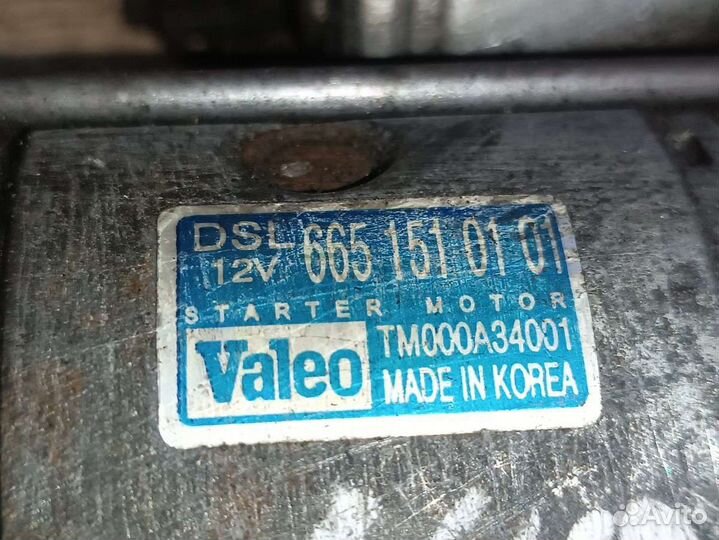 DSL 665 151 01 01
12V
STARTER MOTOR
Valeo TM000A34001
MADE IN KOREA
Avito